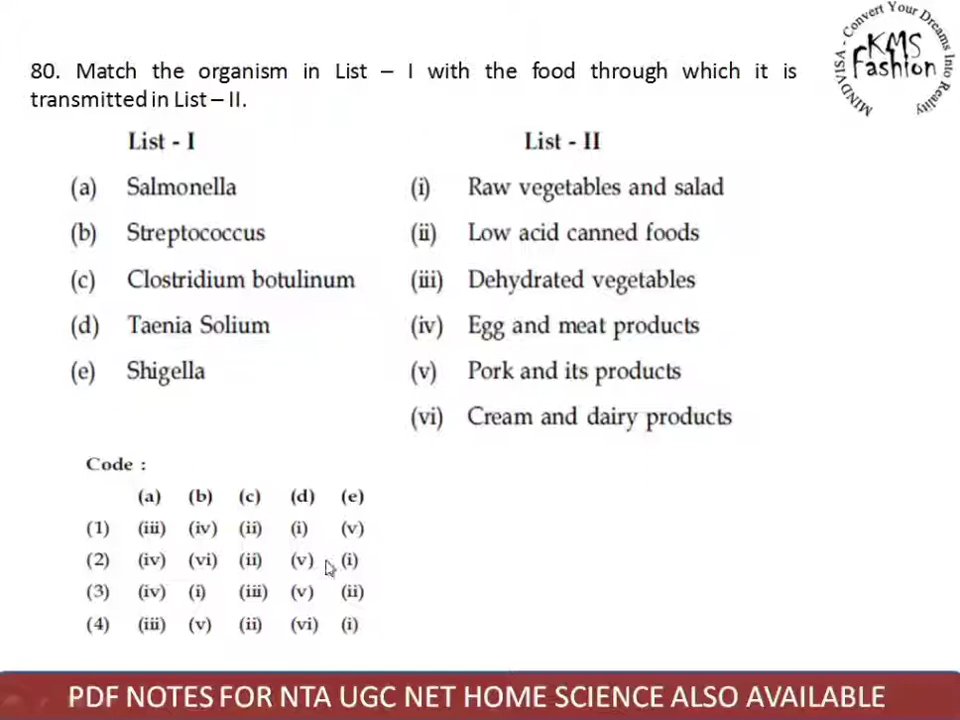 MINDVISA - Convert Your Dreams Into Reality
KMS
Fashion
80. Match the organism in List – I with the food through which it is
transmitted in List – II.
List - I List - II
(a) Salmonella (i) Raw vegetables and salad
(b) Streptococcus (ii) Low acid canned foods
(c) Clostridium botulinum (iii) Dehydrated vegetables
(d) Taenia Solium (iv) Egg and meat products
(e) Shigella (v) Pork and its products
(vi) Cream and dairy products
Code :
(a) (b) (c) (d) (e)
(1) (iii) (iv) (ii) (i) (v)
(2) (iv) (vi) (ii) (v) (i)
(3) (iv) (i) (iii) (v) (ii)
(4) (iii) (v) (ii) (vi) (i)
PDF NOTES FOR NTA UGC NET HOME SCIENCE ALSO AVAILABLE